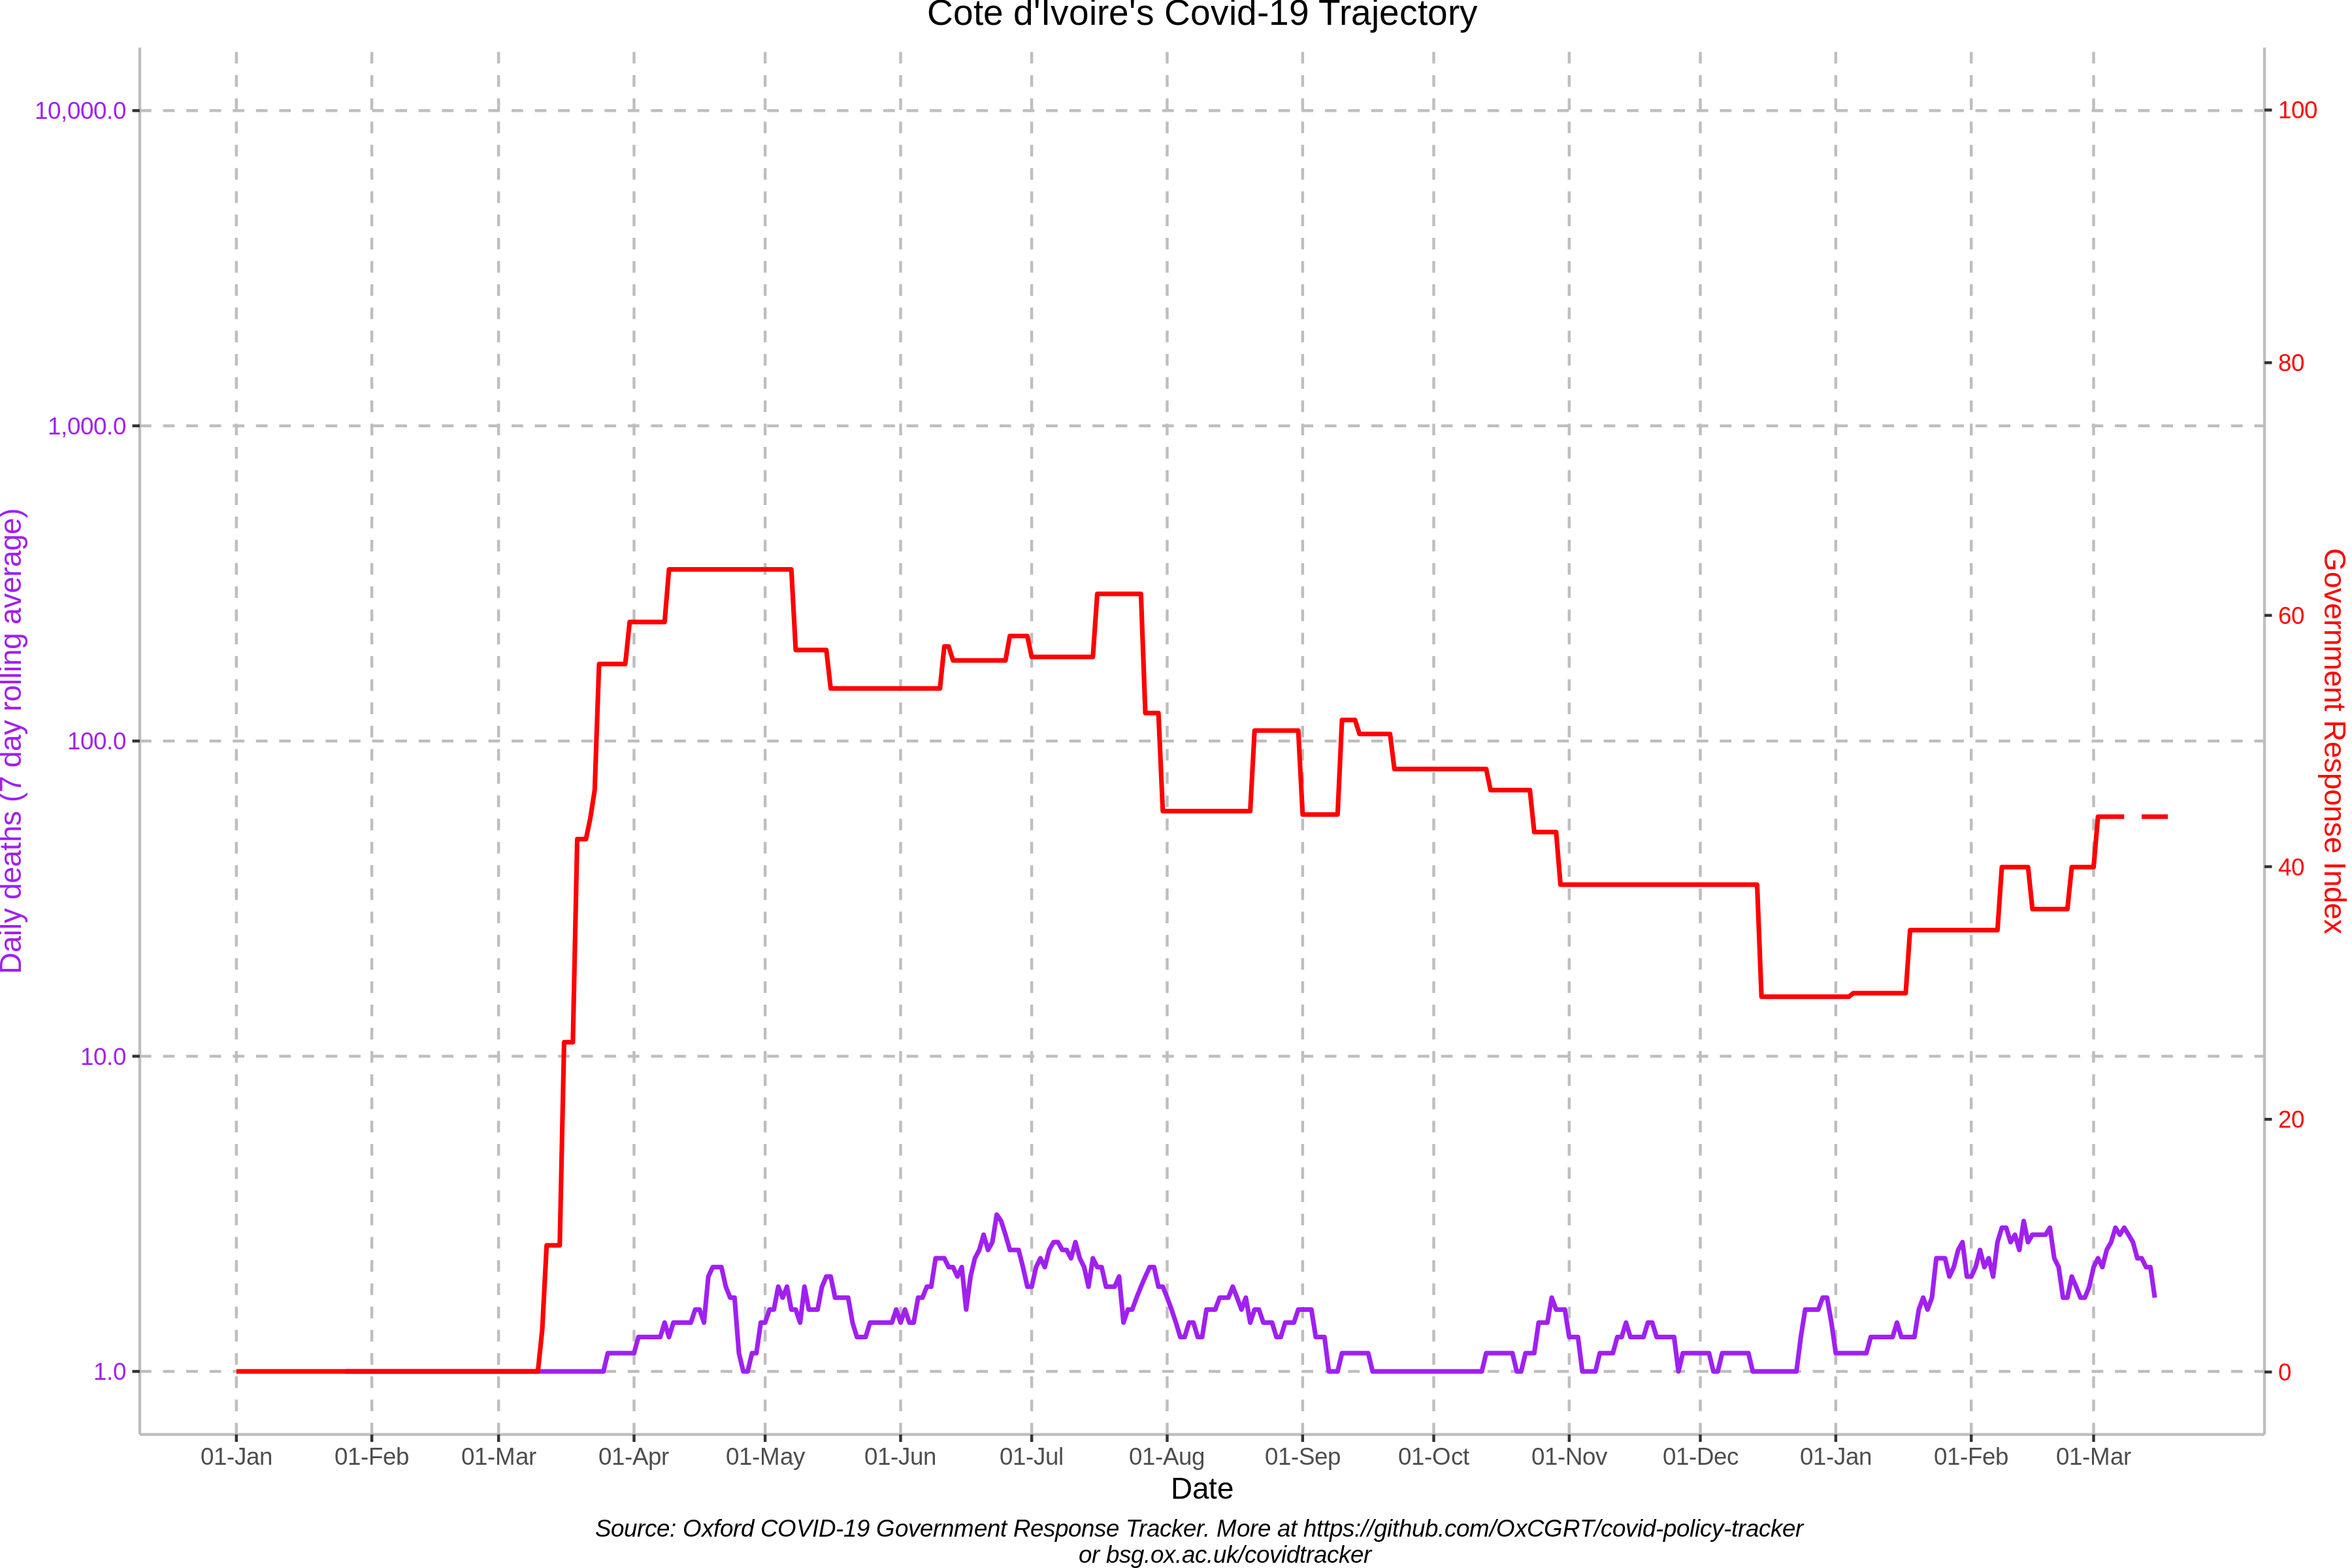 Cote d'Ivoire's Covid-19 Trajectory
10,000.0
1,000.0
100.0
10.0
1.0
Daily deaths (7 day rolling average)
100
80
60
40
20
0
Government Response Index
01-Jan 01-Feb 01-Mar 01-Apr 01-May 01-Jun 01-Jul 01-Aug 01-Sep 01-Oct 01-Nov 01-Dec 01-Jan 01-Feb 01-Mar
Date
Source: Oxford COVID-19 Government Response Tracker. More at https://github.com/OxCGRT/covid-policy-tracker
or bsg.ox.ac.uk/covidtracker